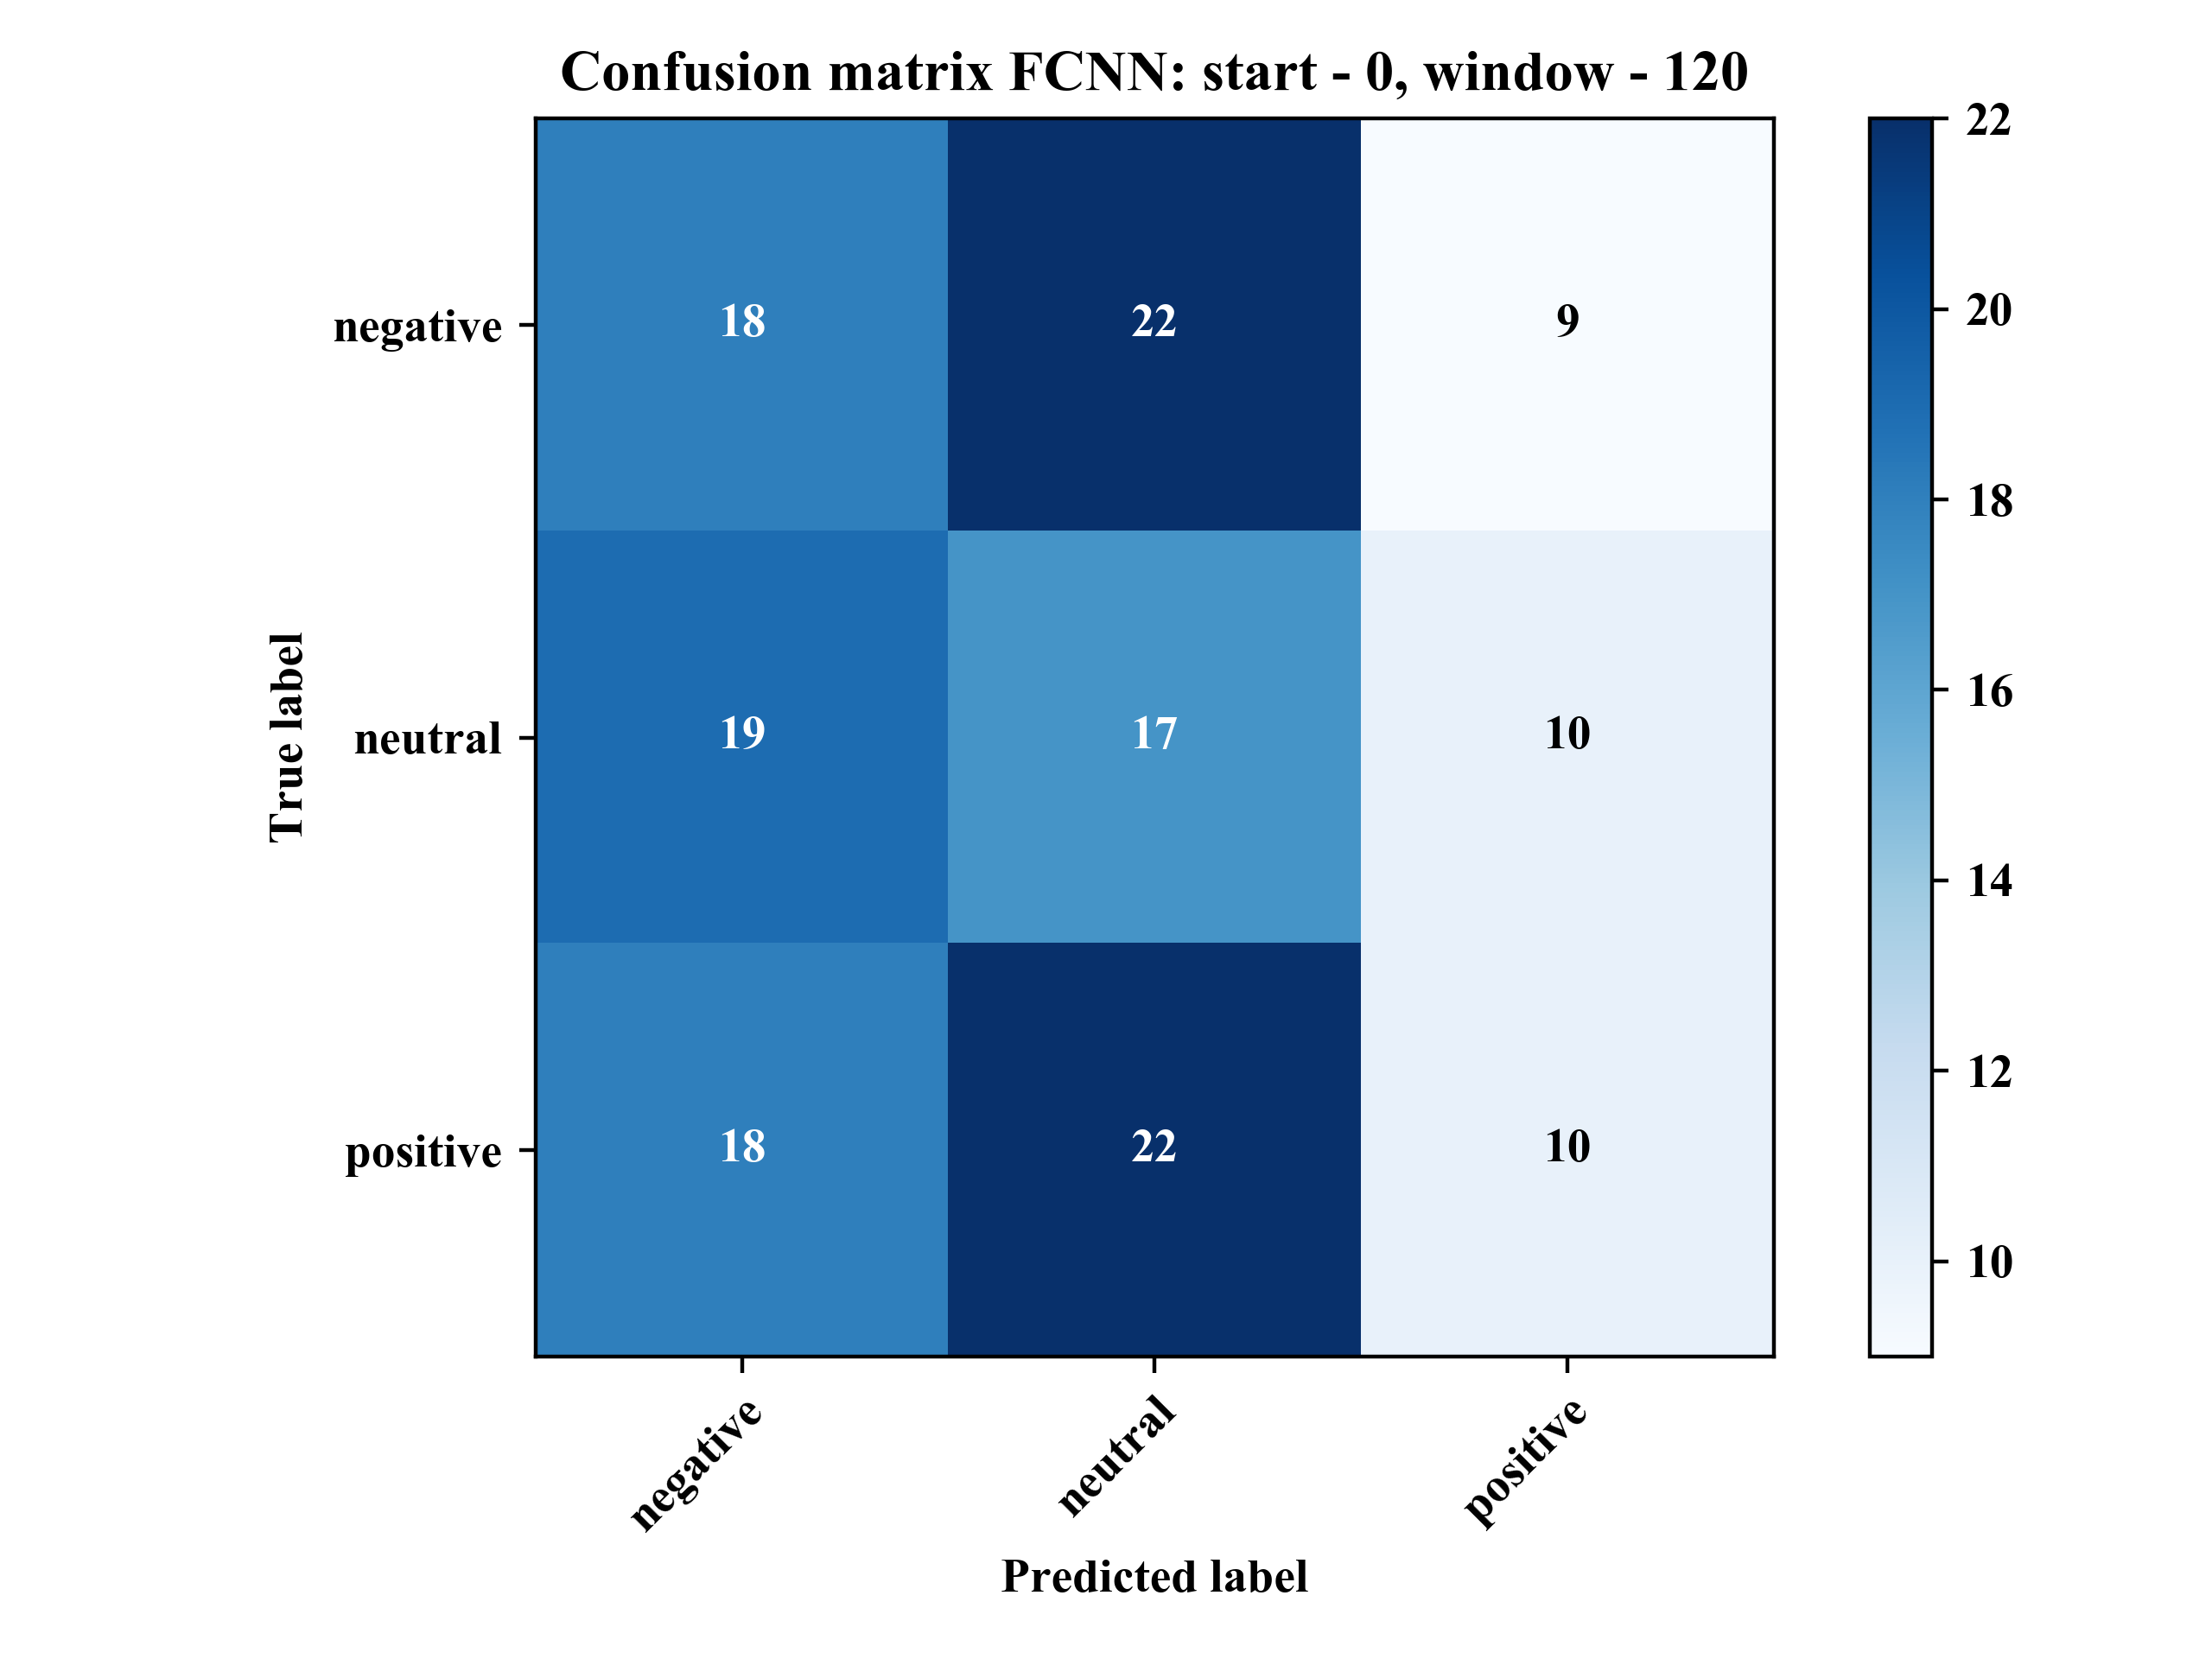 Confusion matrix FCNN: start - 0, window - 120
True label
negative
18
22
9
neutral
19
17
10
positive
18
22
10
negative
neutral
positive
Predicted label
22
20
18
16
14
12
10